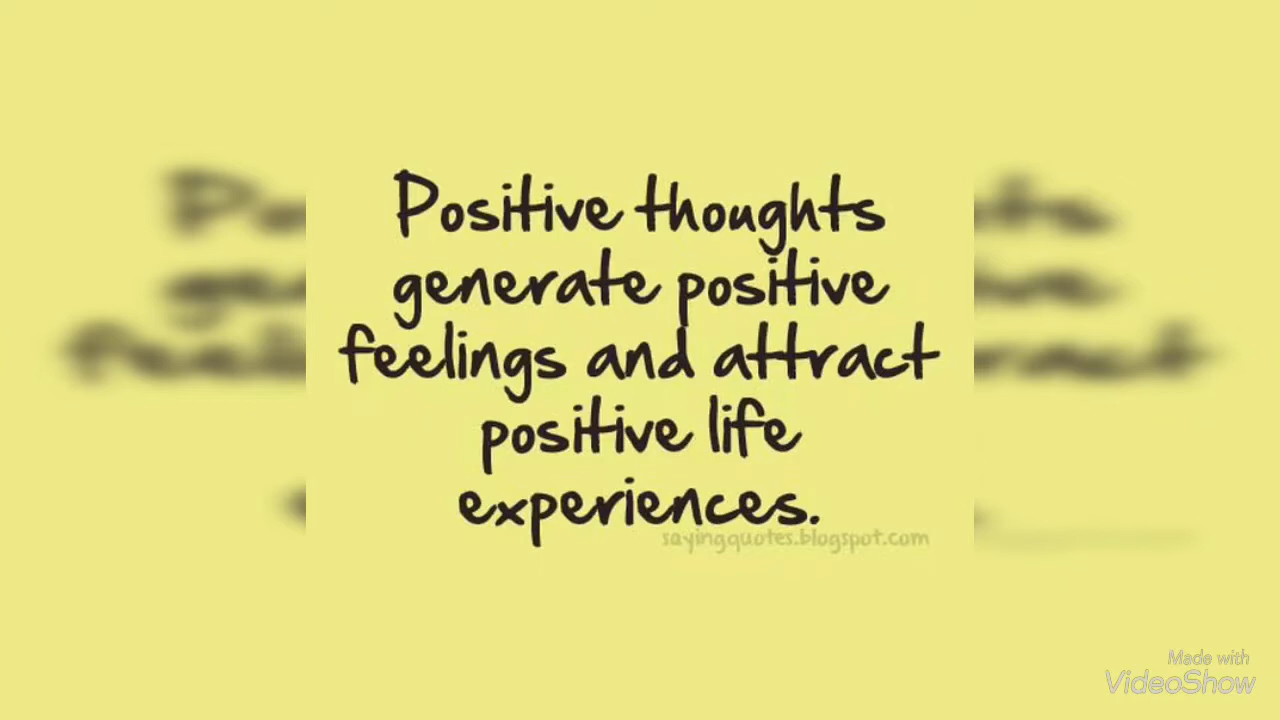 Positive thoughts
generate positive
feelings and attract
positive life
experiences.
sayingquotes.blogspot.com
Made with
VideoShow